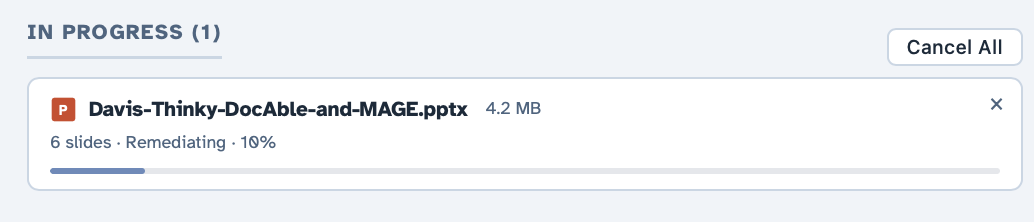 IN PROGRESS (1)
Cancel All
P Davis-Thinky-DocAble-and-MAGE.pptx 4.2 MB ×
6 slides · Remediating · 10%